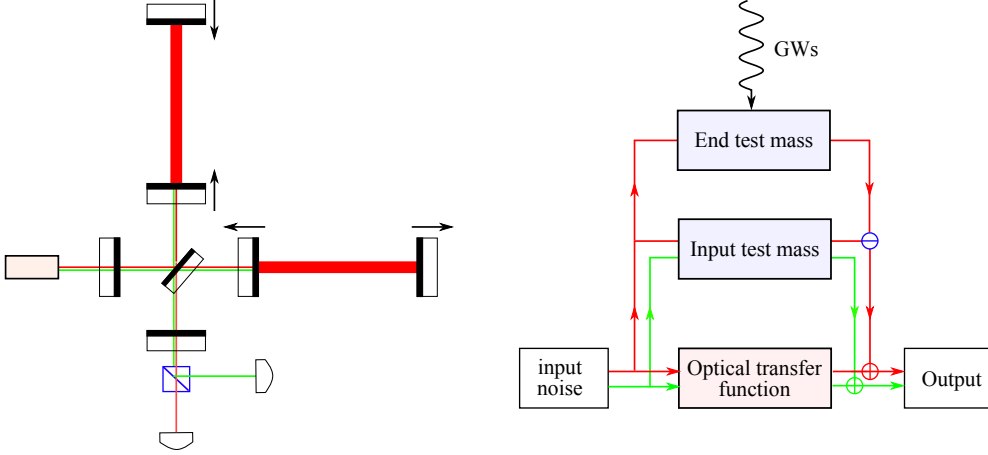 GWs
End test mass
Input test mass
input
noise
Optical transfer
function
Output